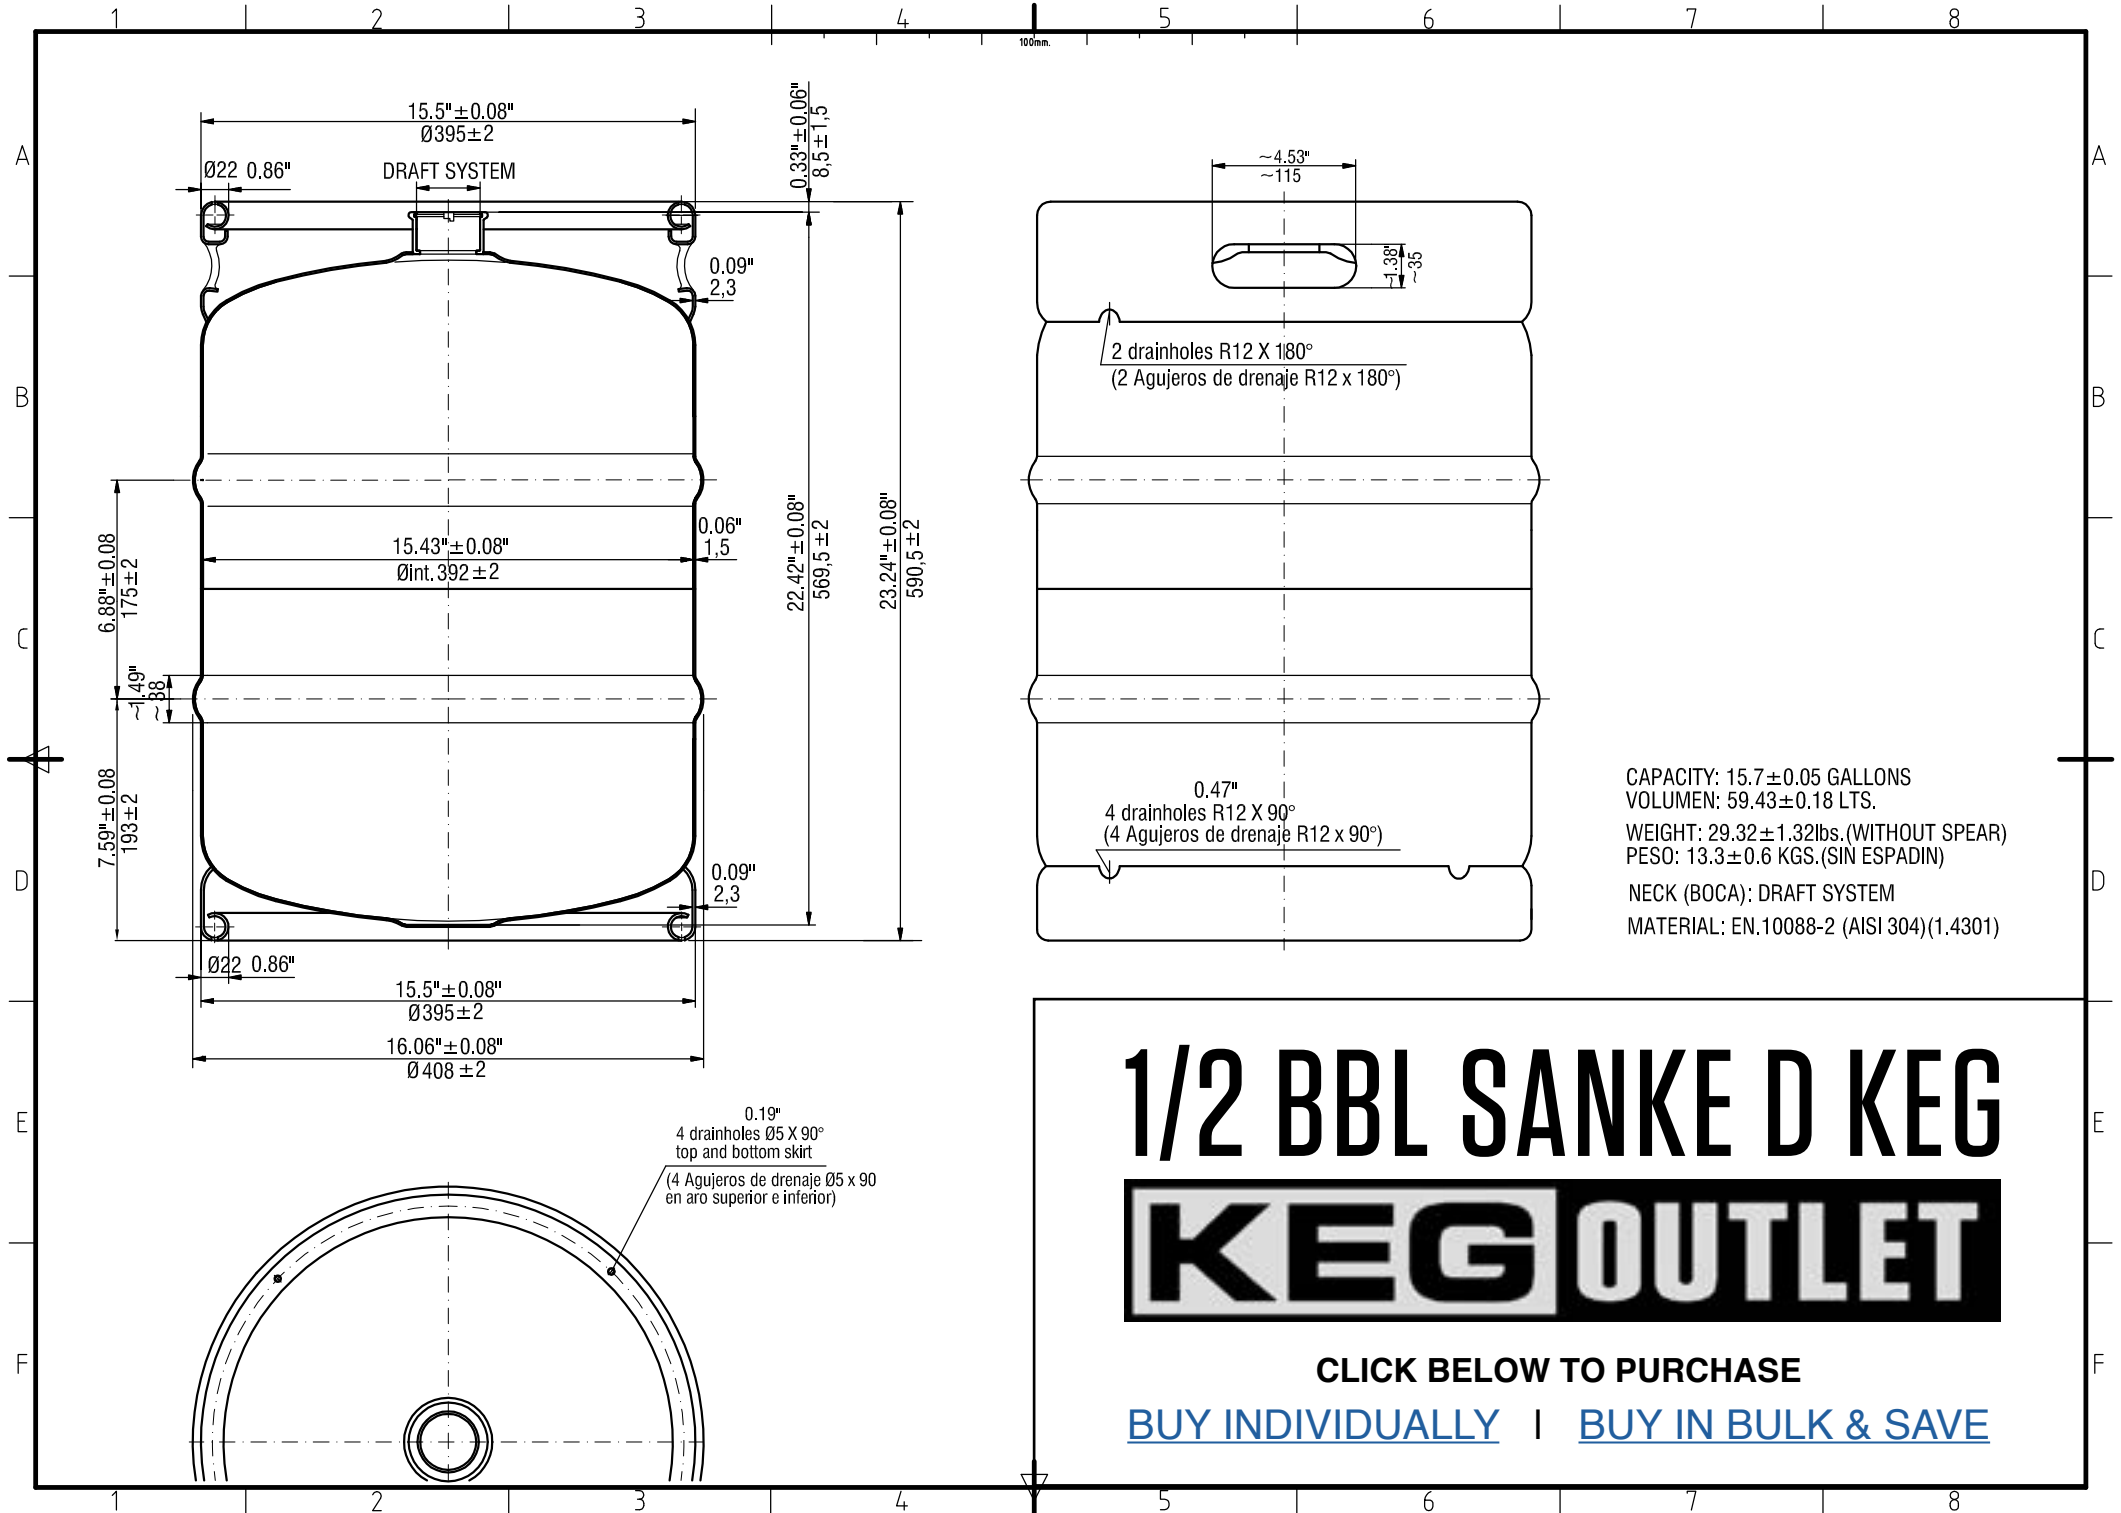 1 2 3 4 5 6 7 8
100mm.
A A
B B
C C
D D
E E
F F
15.5"±0.08"
Ø395±2
Ø22 0.86"
DRAFT SYSTEM
0.33"±0.06"
8,5±1,5
0.09"
2,3
15.43"±0.08"
Øint.392±2
0.06"
1,5
6.88"±0.08
175±2
~1.49"
~38
7.59"±0.08
193±2
22.42"±0.08"
569,5±2
23.24"±0.08"
590,5±2
0.09"
2,3
Ø22 0.86"
15.5"±0.08"
Ø395±2
16.06"±0.08"
Ø408±2
0.19"
4 drainholes Ø5 X 90°
top and bottom skirt
(4 Agujeros de drenaje Ø5 x 90
en aro superior e inferior)
~4.53"
~115
~1.38"
~35
2 drainholes R12 X 180°
(2 Agujeros de drenaje R12 x 180°)
0.47"
4 drainholes R12 X 90°
(4 Agujeros de drenaje R12 x 90°)
CAPACITY: 15.7±0.05 GALLONS
VOLUMEN: 59.43±0.18 LTS.
WEIGHT: 29.32±1.32lbs.(WITHOUT SPEAR)
PESO: 13.3±0.6 KGS.(SIN ESPADIN)
NECK (BOCA): DRAFT SYSTEM
MATERIAL: EN.10088-2 (AISI 304)(1.4301)
1/2 BBL SANKE D KEG
KEG OUTLET
CLICK BELOW TO PURCHASE
BUY INDIVIDUALLY | BUY IN BULK & SAVE
1 2 3 4 5 6 7 8